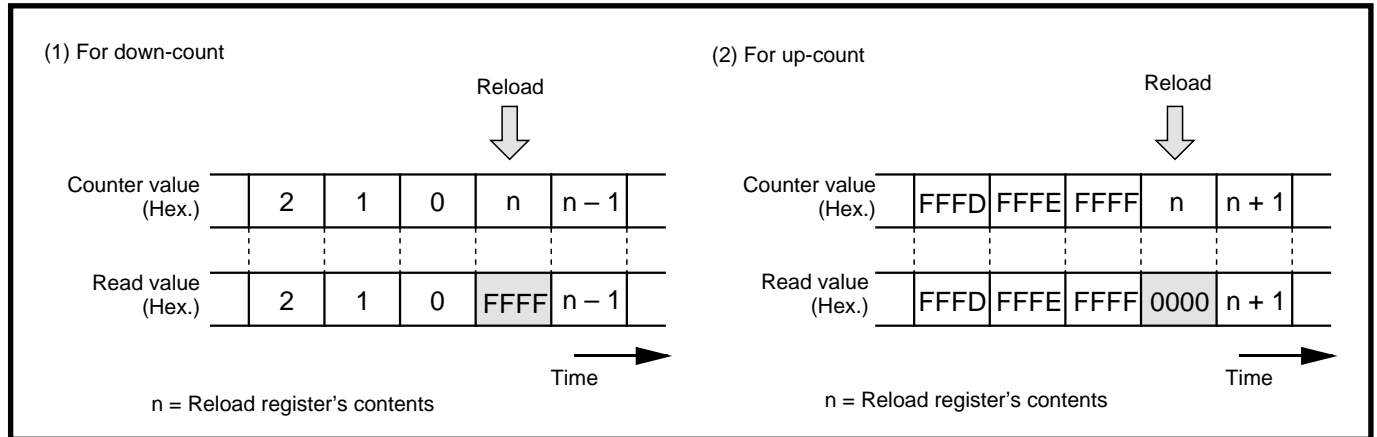 (1) For down-count
Reload
Counter value
(Hex.)
2 1 0 n n – 1
Read value
(Hex.)
2 1 0 FFFF n – 1
Time
n = Reload register's contents
(2) For up-count
Reload
Counter value
(Hex.)
FFFD FFFE FFFF n n + 1
Read value
(Hex.)
FFFD FFFE FFFF 0000 n + 1
Time
n = Reload register's contents